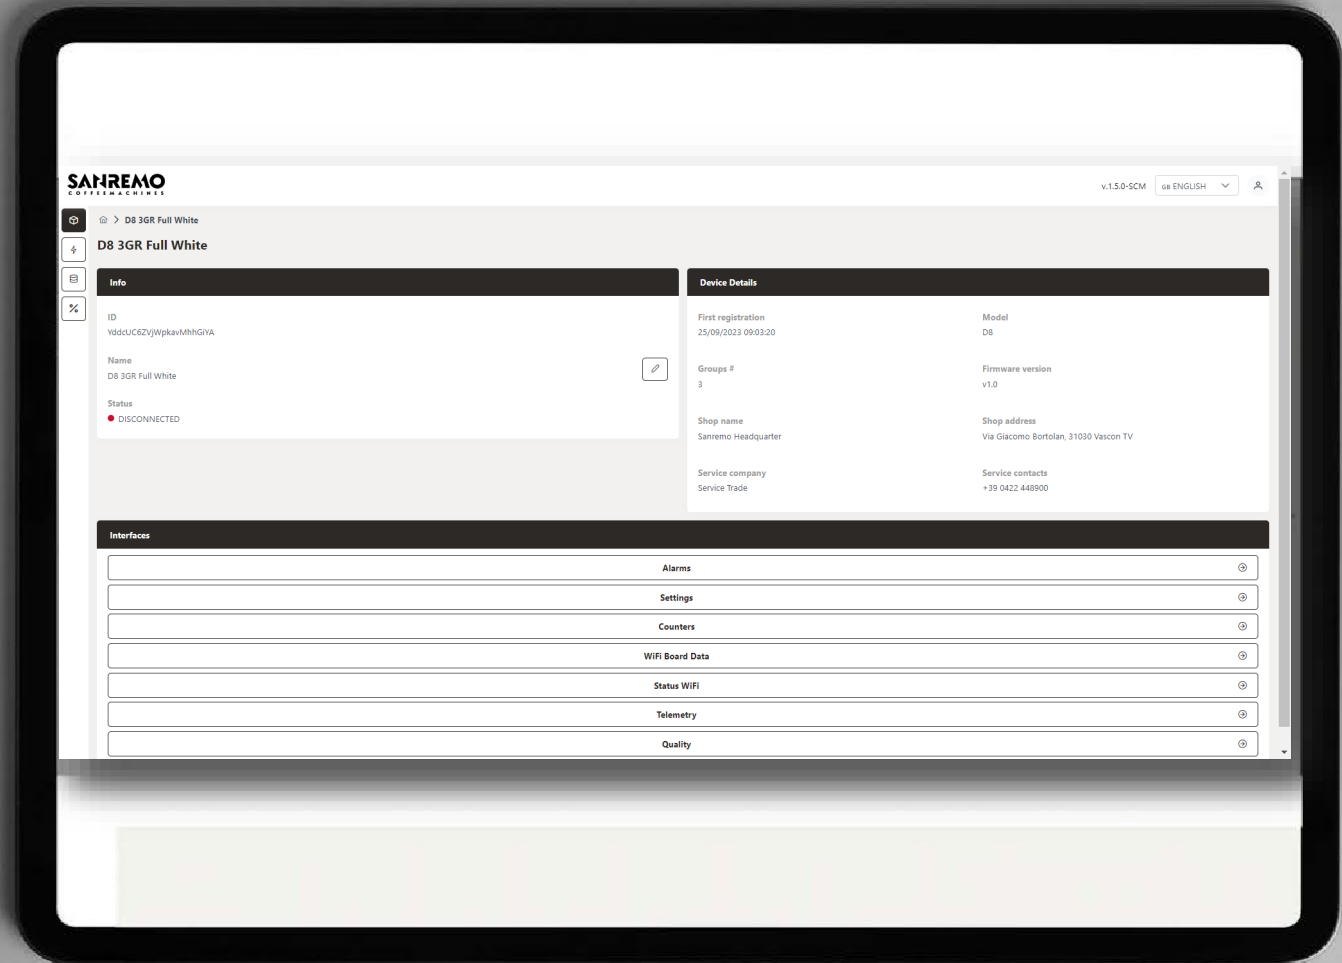 SANREMO
COFFEEMACHINES
v.1.5.0-SCM
GB ENGLISH
D8 3GR Full White
D8 3GR Full White
Info
ID
YddcUC6ZVjWpkavMhhGiYA
Name
D8 3GR Full White
Status
DISCONNECTED
Device Details
First registration
Model
25/09/2023 09:03:20
D8
Groups #
Firmware version
3
v1.0
Shop name
Shop address
Sanremo Headquarter
Via Giacomo Bortolan, 31030 Vascon TV
Service company
Service contacts
Service Trade
+39 0422 448900
Interfaces
Alarms
Settings
Counters
WiFi Board Data
Status WiFi
Telemetry
Quality